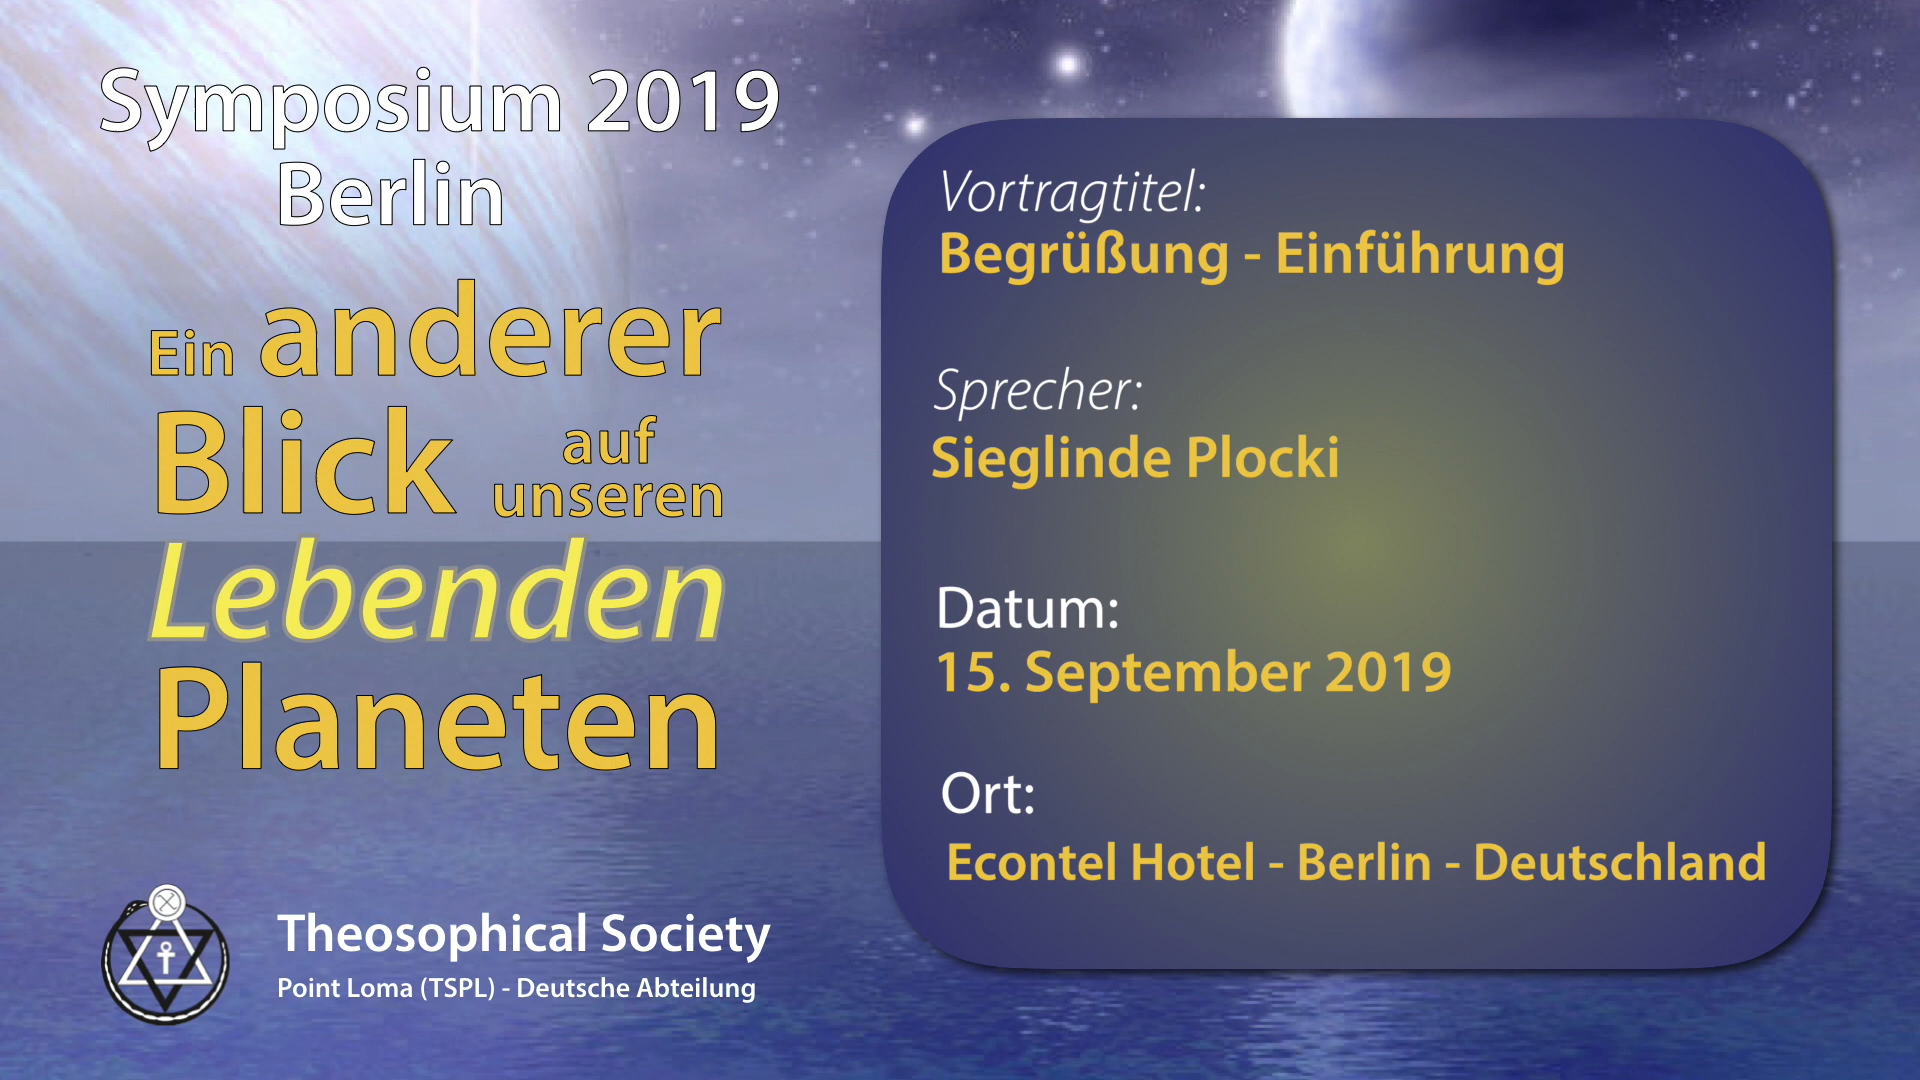 Symposium 2019
Berlin
Ein anderer
Blick auf
unseren
Lebenden
Planeten
Theosophical Society
Point Loma (TSPL) - Deutsche Abteilung
Vortragtitel:
Begrüßung - Einführung
Sprecher:
Sieglinde Plocki
Datum:
15. September 2019
Ort:
Econtel Hotel - Berlin - Deutschland